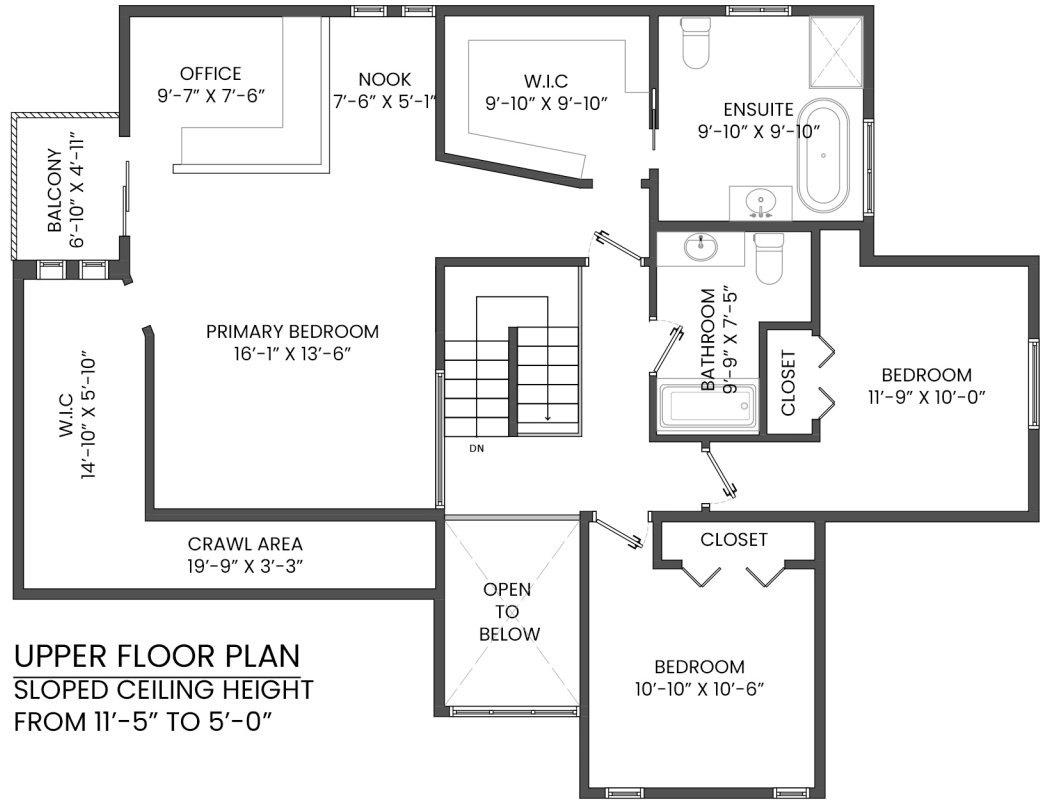 OFFICE
9’-7” X 7’-6”
NOOK
7’-6” X 5’-1”
W.I.C
9’-10” X 9’-10”
ENSUITE
9’-10” X 9’-10”
BALCONY
6’-10” X 4’-11”
PRIMARY BEDROOM
16’-1” X 13’-6”
BATHROOM
9’-9” X 7’-5”
CLOSET
BEDROOM
11’-9” X 10’-0”
W.I.C
14’-10” X 5’-10”
DN
CRAWL AREA
19’-9” X 3’-3”
CLOSET
OPEN
TO
BELOW
BEDROOM
10’-10” X 10’-6”
UPPER FLOOR PLAN
SLOPED CEILING HEIGHT
FROM 11’-5” TO 5’-0”